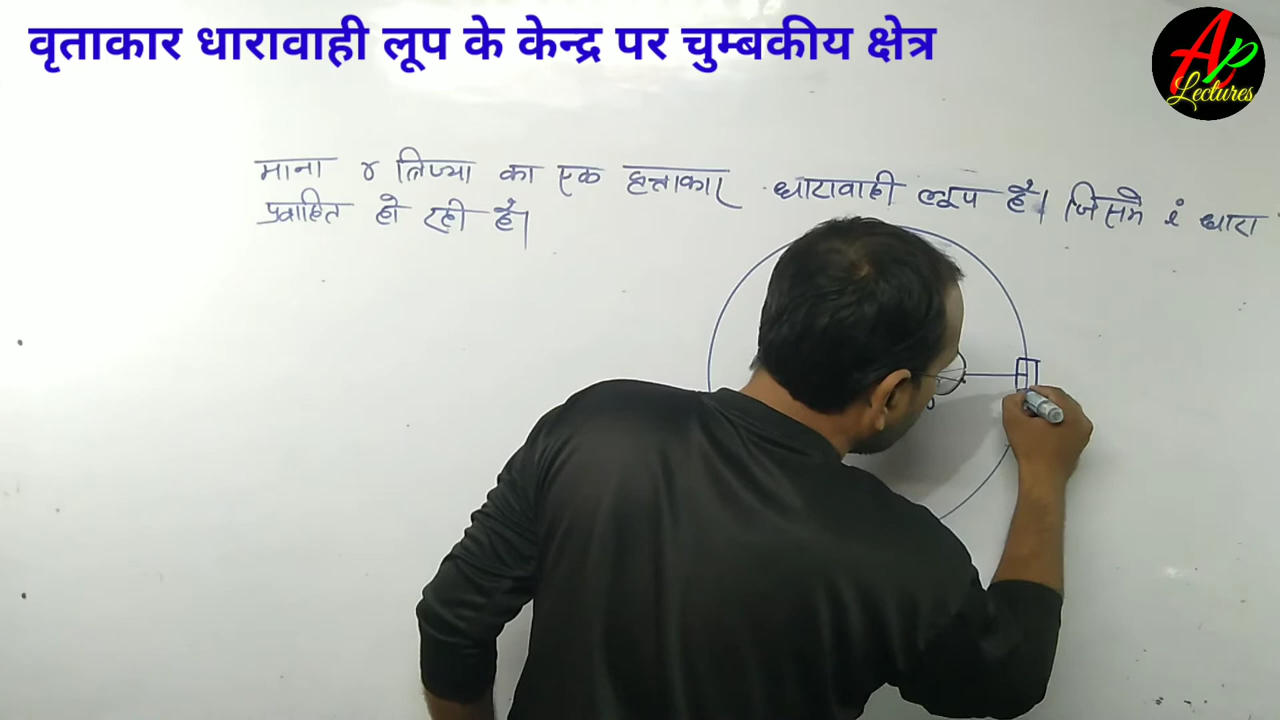 वृताकार धारावाही लूप के केन्द्र पर चुम्बकीय क्षेत्र
AP
Lectures
माना r त्रिज्या का एक वृत्ताकार धारावाही लूप है। जिसमे i धारा
प्रवाहित हो रही है।